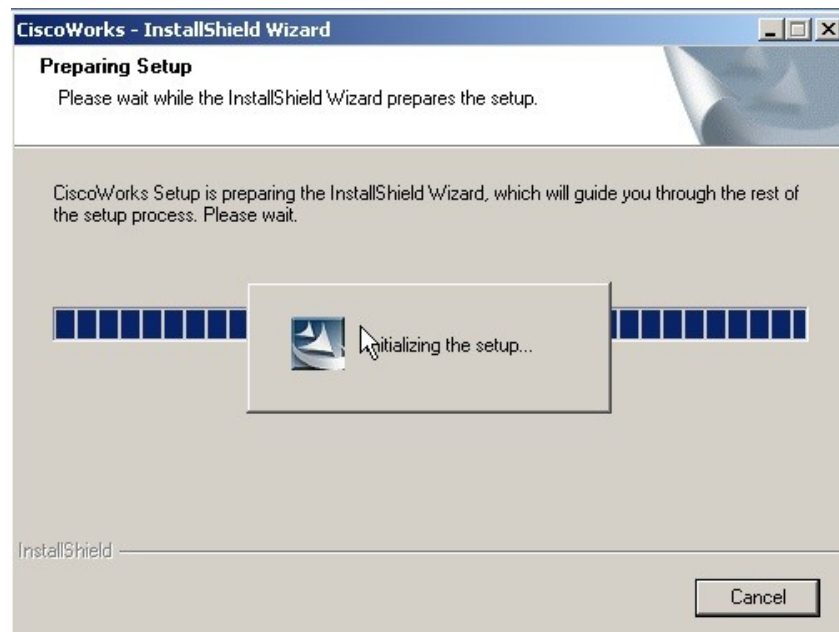 CiscoWorks - InstallShield Wizard
Preparing Setup
Please wait while the InstallShield Wizard prepares the setup.
CiscoWorks Setup is preparing the InstallShield Wizard, which will guide you through the rest of
the setup process. Please wait.
Initializing the setup...
InstallShield
Cancel